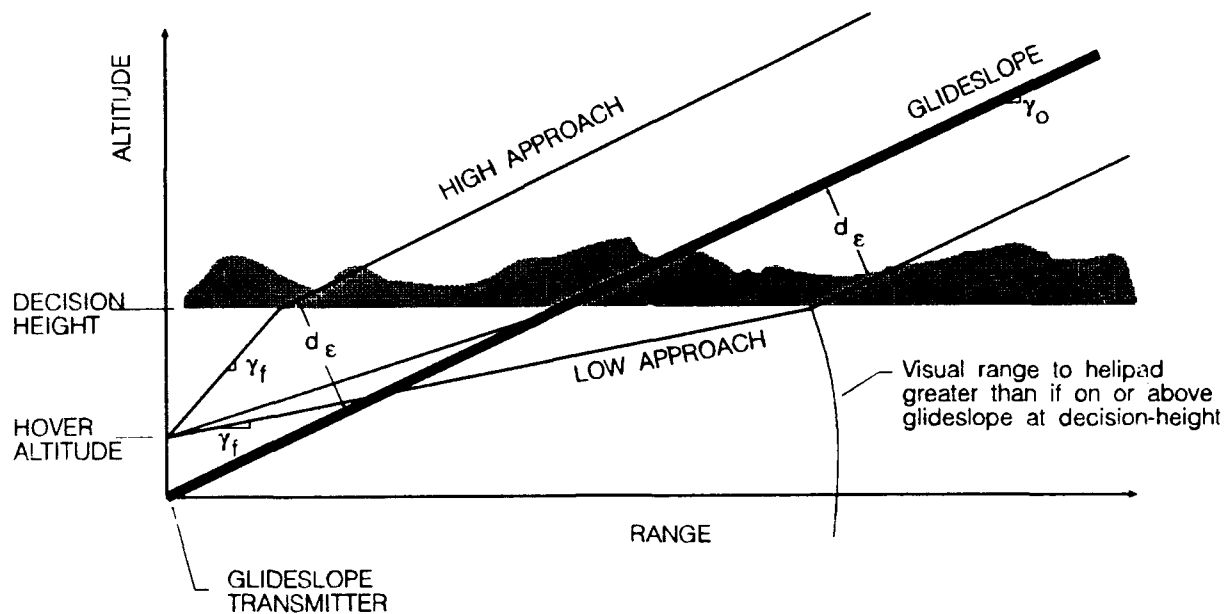 ALTITUDE
HIGH APPROACH
GLIDESLOPE
γo
dε
DECISION
HEIGHT
dε
LOW APPROACH
γf
Visual range to helipad
greater than if on or above
glideslope at decision-height
HOVER
ALTITUDE
γf
RANGE
GLIDESLOPE
TRANSMITTER